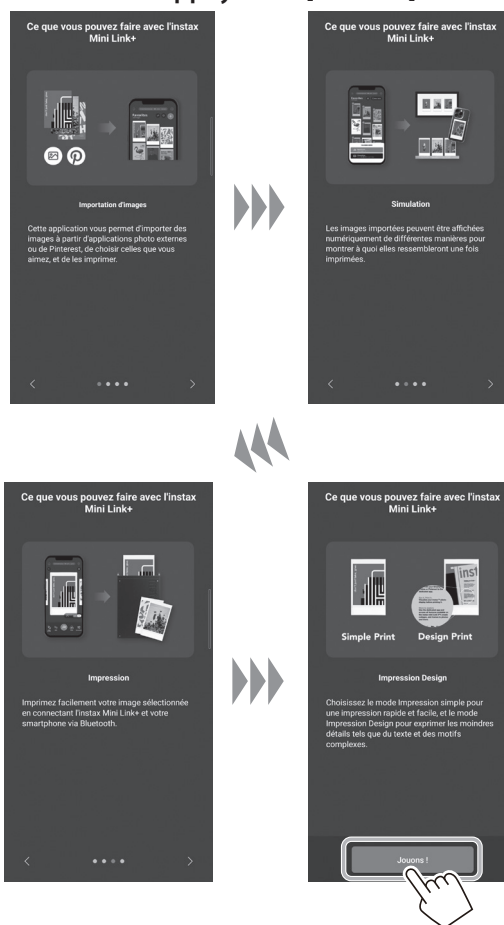 Ce que vous pouvez faire avec l'instax
Mini Link+
Importation d'images
Cette application vous permet d'importer des
images à partir d'applications photo externes
ou de Pinterest, de choisir celles que vous
aimez, et de les imprimer.
Ce que vous pouvez faire avec l'instax
Mini Link+
Simulation
Les images importées peuvent être affichées
numériquement de différentes manières pour
montrer à quoi elles ressembleront une fois
imprimées.
Ce que vous pouvez faire avec l'instax
Mini Link+
Impression
Imprimez facilement votre image sélectionnée
en connectant l'instax Mini Link+ et votre
smartphone via Bluetooth.
Ce que vous pouvez faire avec l'instax
Mini Link+
Simple Print
Design Print
Impression Design
Choisissez le mode Impression simple pour
une impression rapide et facile, et le mode
Impression Design pour exprimer les moindres
détails tels que du texte et des motifs
complexes.
Jouons !